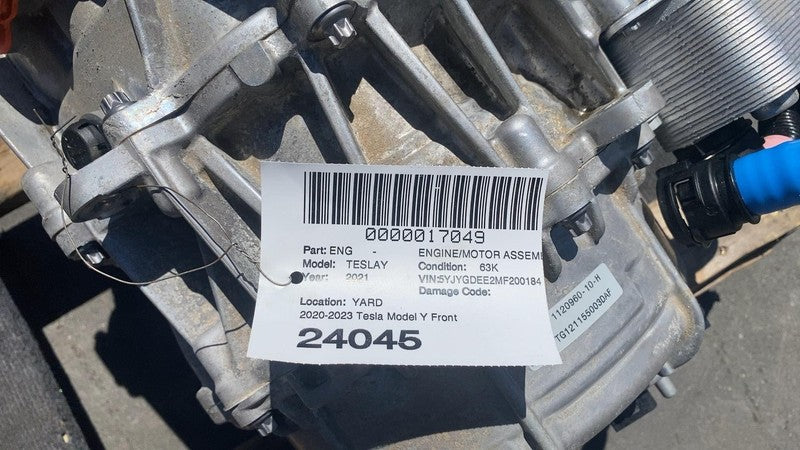 0000017049
Part: ENG - ENGINE/MOTOR ASSEM
Model: TESLAY Condition: 63K
Year: 2021 VIN:5YJYGDEE2MF200184
Damage Code:
Location: YARD
2020-2023 Tesla Model Y Front
24045
1120960-10-H
TG121155003DAF